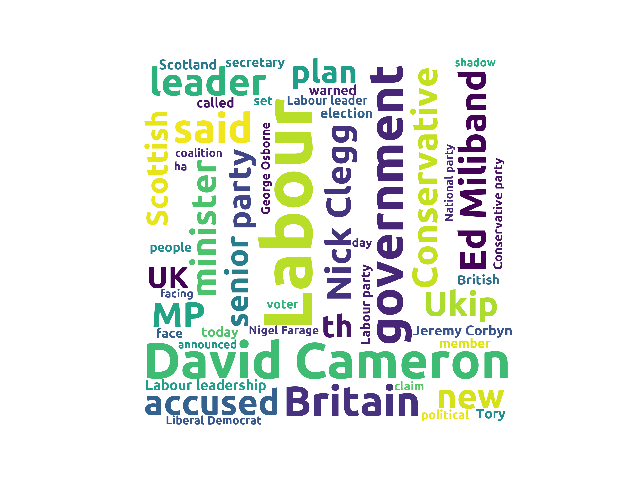 Scotland
secretary
shadow
leader
plan
warned
called
set
Labour leader
election
said
Scottish
coalition
ha
George Osborne
Labour
Nick Clegg
government
Conservative
Ed Miliband
National party
Conservative party
minister
senior party
people
day
UK
facing
MP
face
today
announced
voter
Nigel Farage
th
Labour party
British
Ukip
Jeremy Corbyn
member
David Cameron
Labour leadership
accused
Liberal Democrat
Britain
claim
new
political
Tory